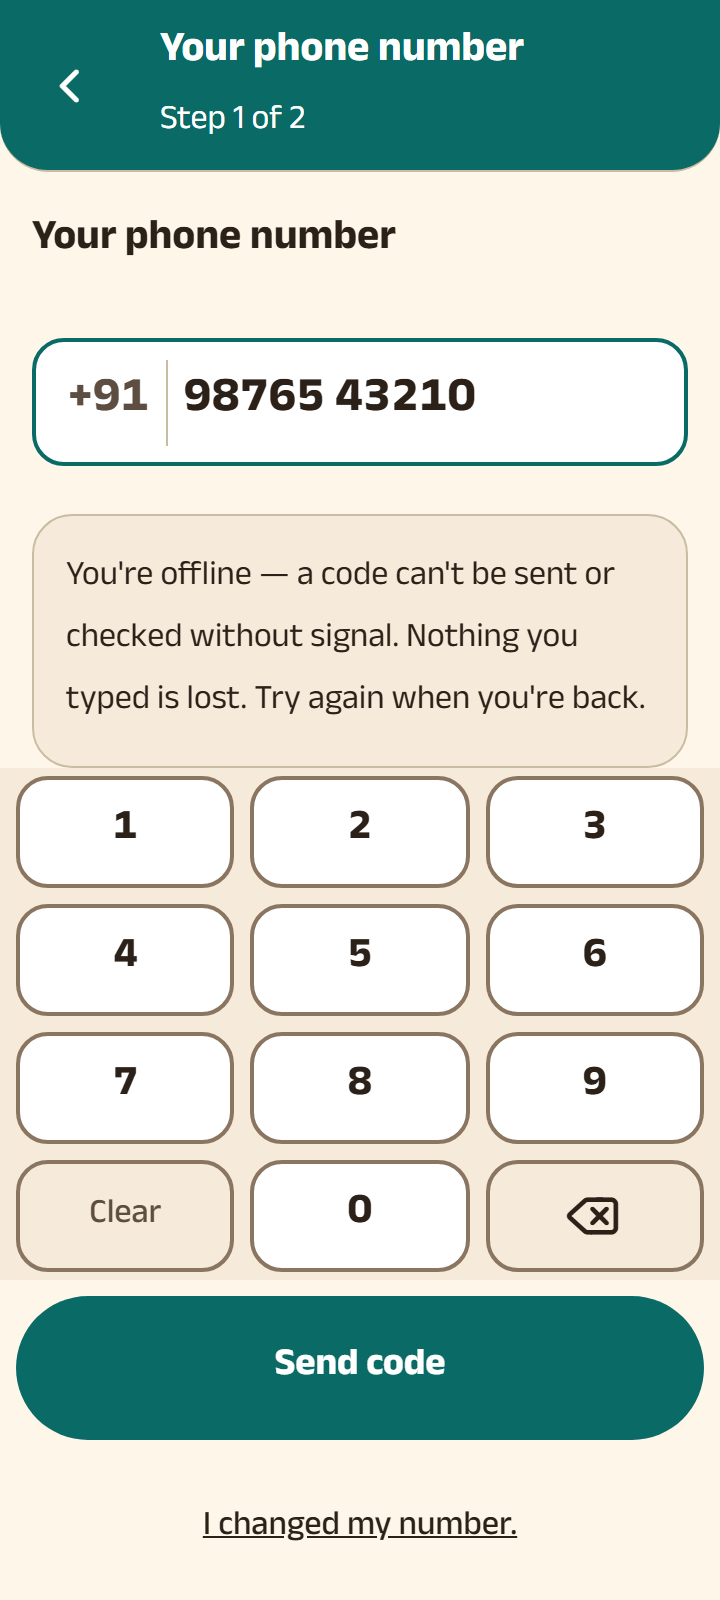 Your phone number
Step 1 of 2
Your phone number
+91 98765 43210
You're offline — a code can't be sent or
checked without signal. Nothing you
typed is lost. Try again when you're back.
1 2 3
4 5 6
7 8 9
Clear 0
Send code
I changed my number.